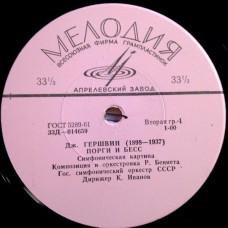 МЕЛОДИЯ
ВСЕСОЮЗНАЯ ФИРМА ГРАМПЛАСТИНОК
33⅓ 33⅓
АПРЕЛЕВСКИЙ ЗАВОД
ГОСТ 5289-61 Вторая гр.-4
33Д—014659 1-00
Дж. ГЕРШВИН (1898—1937)
ПОРГИ И БЕСС
Симфоническая картина
Композиция и оркестровка Р. Беннета
Гос. симфонический оркестр СССР
Дирижер К. Иванов